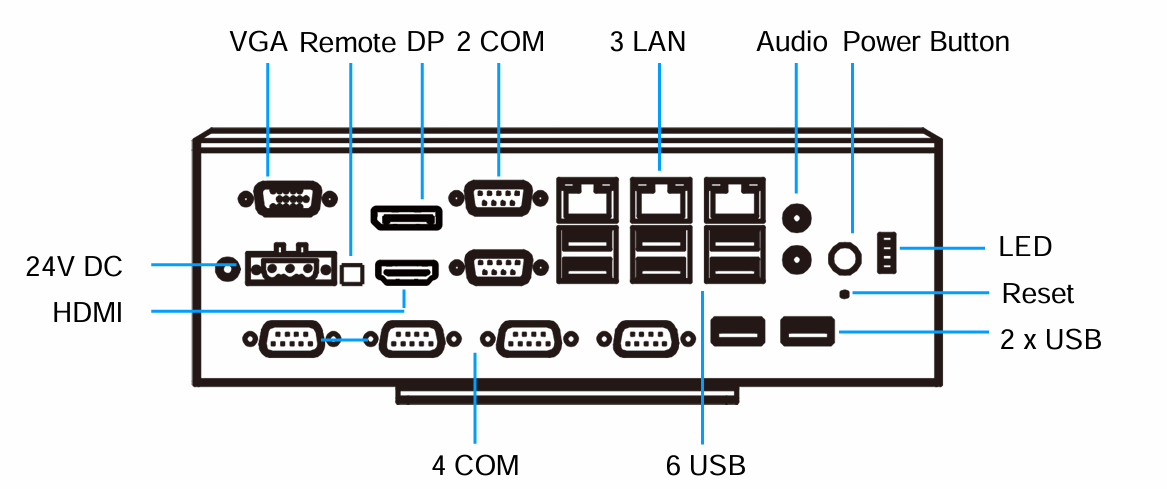 VGA Remote DP 2 COM 3 LAN Audio Power Button
LED
24V DC
Reset
HDMI
2 x USB
4 COM 6 USB